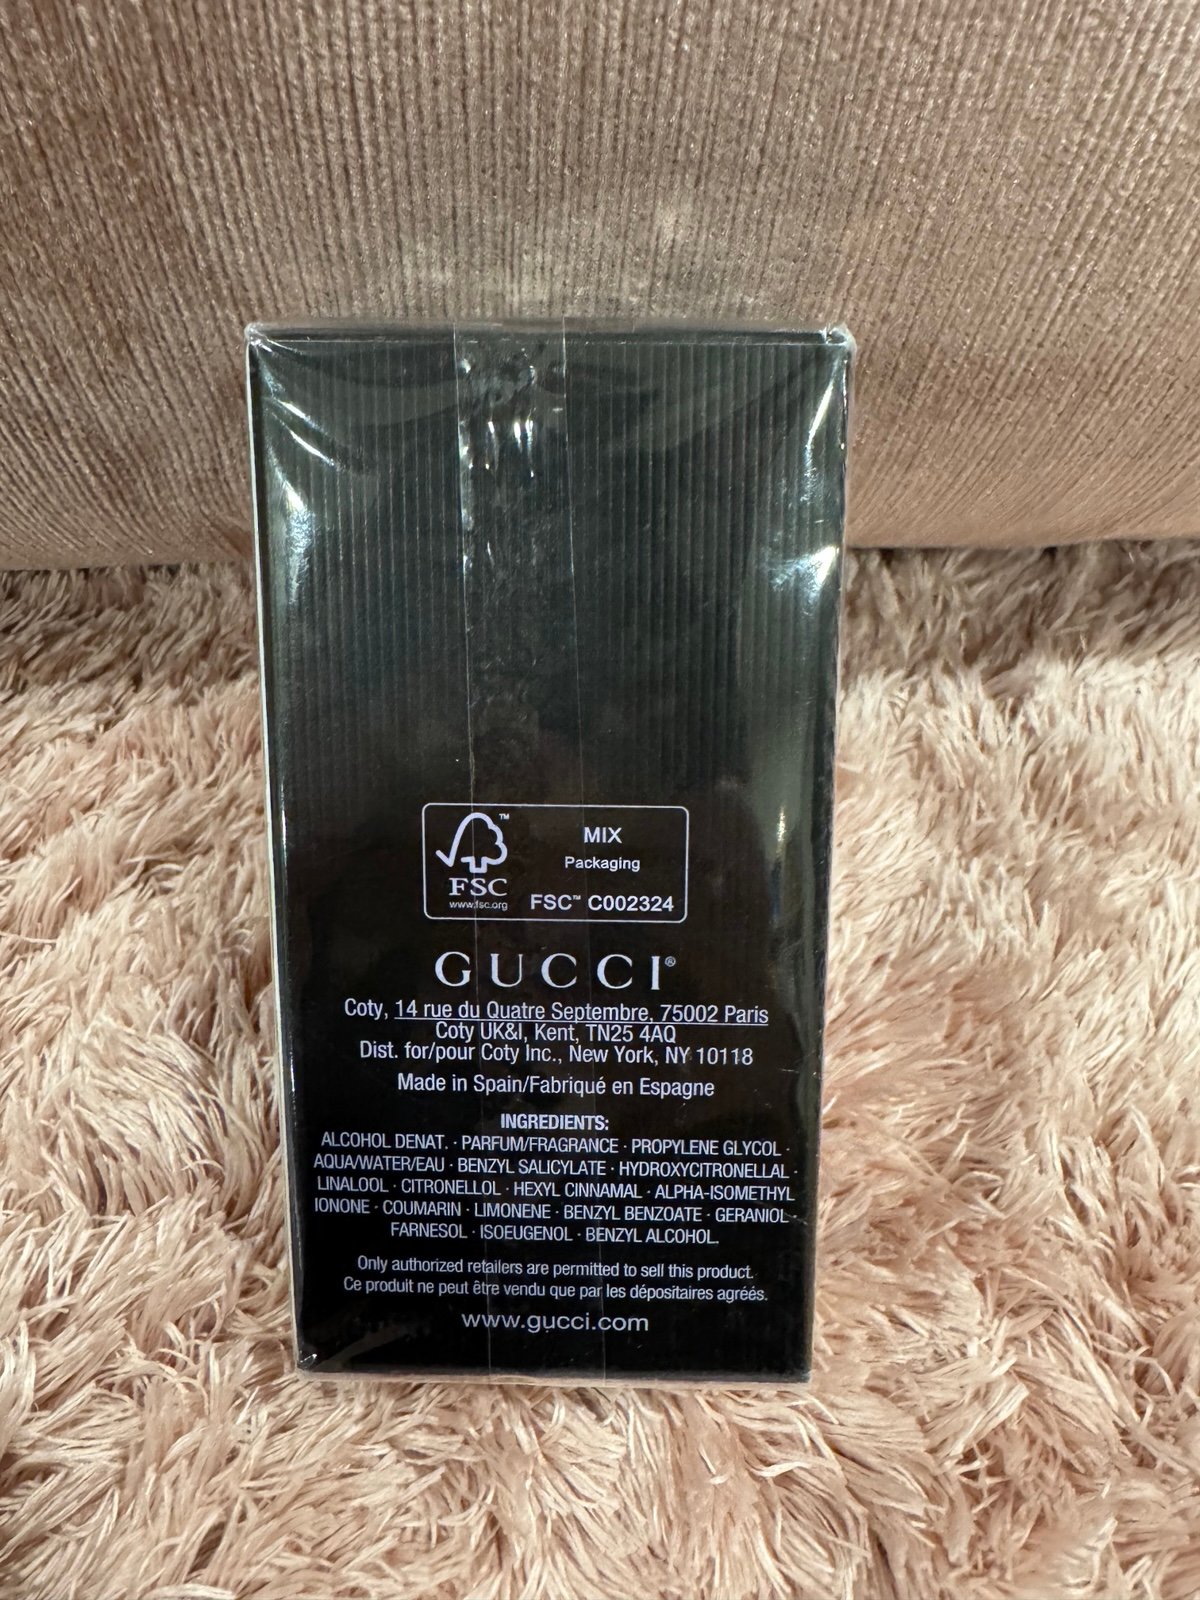 FSC™
www.fsc.org
MIX
Packaging
FSC™ C002324
GUCCI®
Coty, 14 rue du Quatre Septembre, 75002 Paris
Coty UK&I, Kent, TN25 4AQ
Dist. for/pour Coty Inc., New York, NY 10118
Made in Spain/Fabriqué en Espagne
INGREDIENTS:
ALCOHOL DENAT. · PARFUM/FRAGRANCE · PROPYLENE GLYCOL ·
AQUA/WATER/EAU · BENZYL SALICYLATE · HYDROXYCITRONELLAL ·
LINALOOL · CITRONELLOL · HEXYL CINNAMAL · ALPHA-ISOMETHYL
IONONE · COUMARIN · LIMONENE · BENZYL BENZOATE · GERANIOL ·
FARNESOL · ISOEUGENOL · BENZYL ALCOHOL.
Only authorized retailers are permitted to sell this product.
Ce produit ne peut être vendu que par les dépositaires agréés.
www.gucci.com